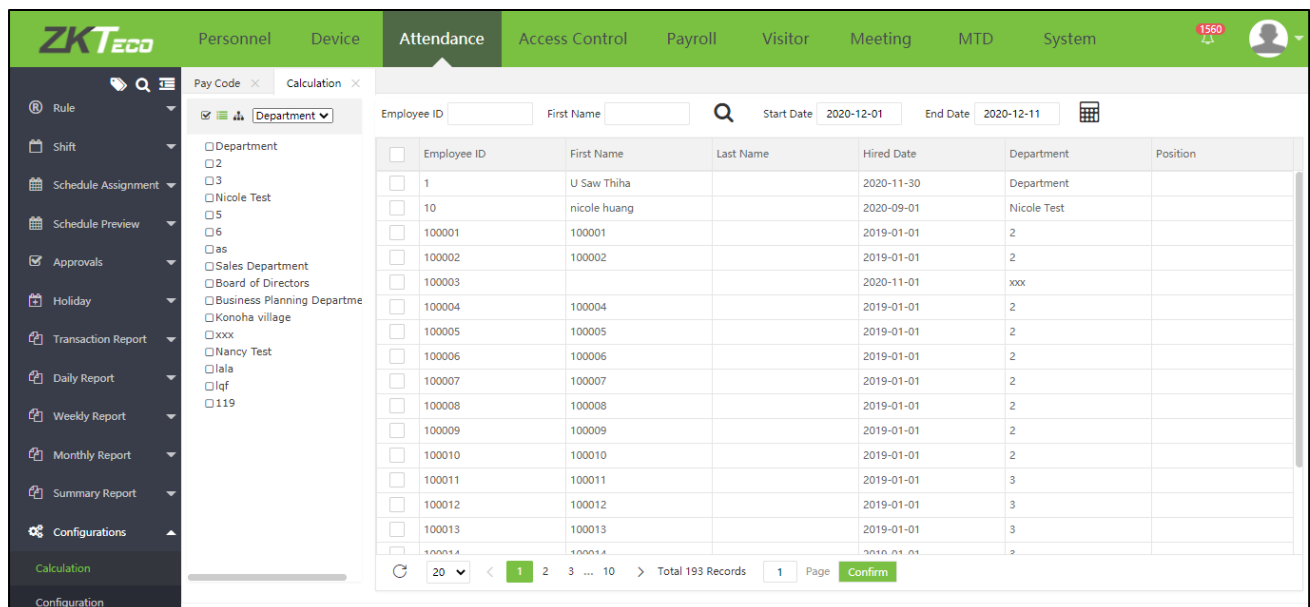 ZKTECO Personnel Device Attendance Access Control Payroll Visitor Meeting MTD System 1560
Pay Code Calculation
Rule
Shift
Schedule Assignment
Schedule Preview
Approvals
Holiday
Transaction Report
Daily Report
Weekly Report
Monthly Report
Summary Report
Configurations
Calculation
Configuration
Department
Department
2
3
Nicole Test
5
6
as
Sales Department
Board of Directors
Business Planning Departme
Konoha village
xxx
Nancy Test
lala
lqf
119
Employee ID First Name Start Date 2020-12-01 End Date 2020-12-11
Employee ID First Name Last Name Hired Date Department Position
1 U Saw Thiha 2020-11-30 Department
10 nicole huang 2020-09-01 Nicole Test
100001 100001 2019-01-01 2
100002 100002 2019-01-01 2
100003 2020-11-01 xxx
100004 100004 2019-01-01 2
100005 100005 2019-01-01 2
100006 100006 2019-01-01 2
100007 100007 2019-01-01 2
100008 100008 2019-01-01 2
100009 100009 2019-01-01 2
100010 100010 2019-01-01 2
100011 100011 2019-01-01 3
100012 100012 2019-01-01 3
100013 100013 2019-01-01 3
100014 100014 2019-01-01 3
20 < 1 2 3 ... 10 > Total 193 Records 1 Page Confirm